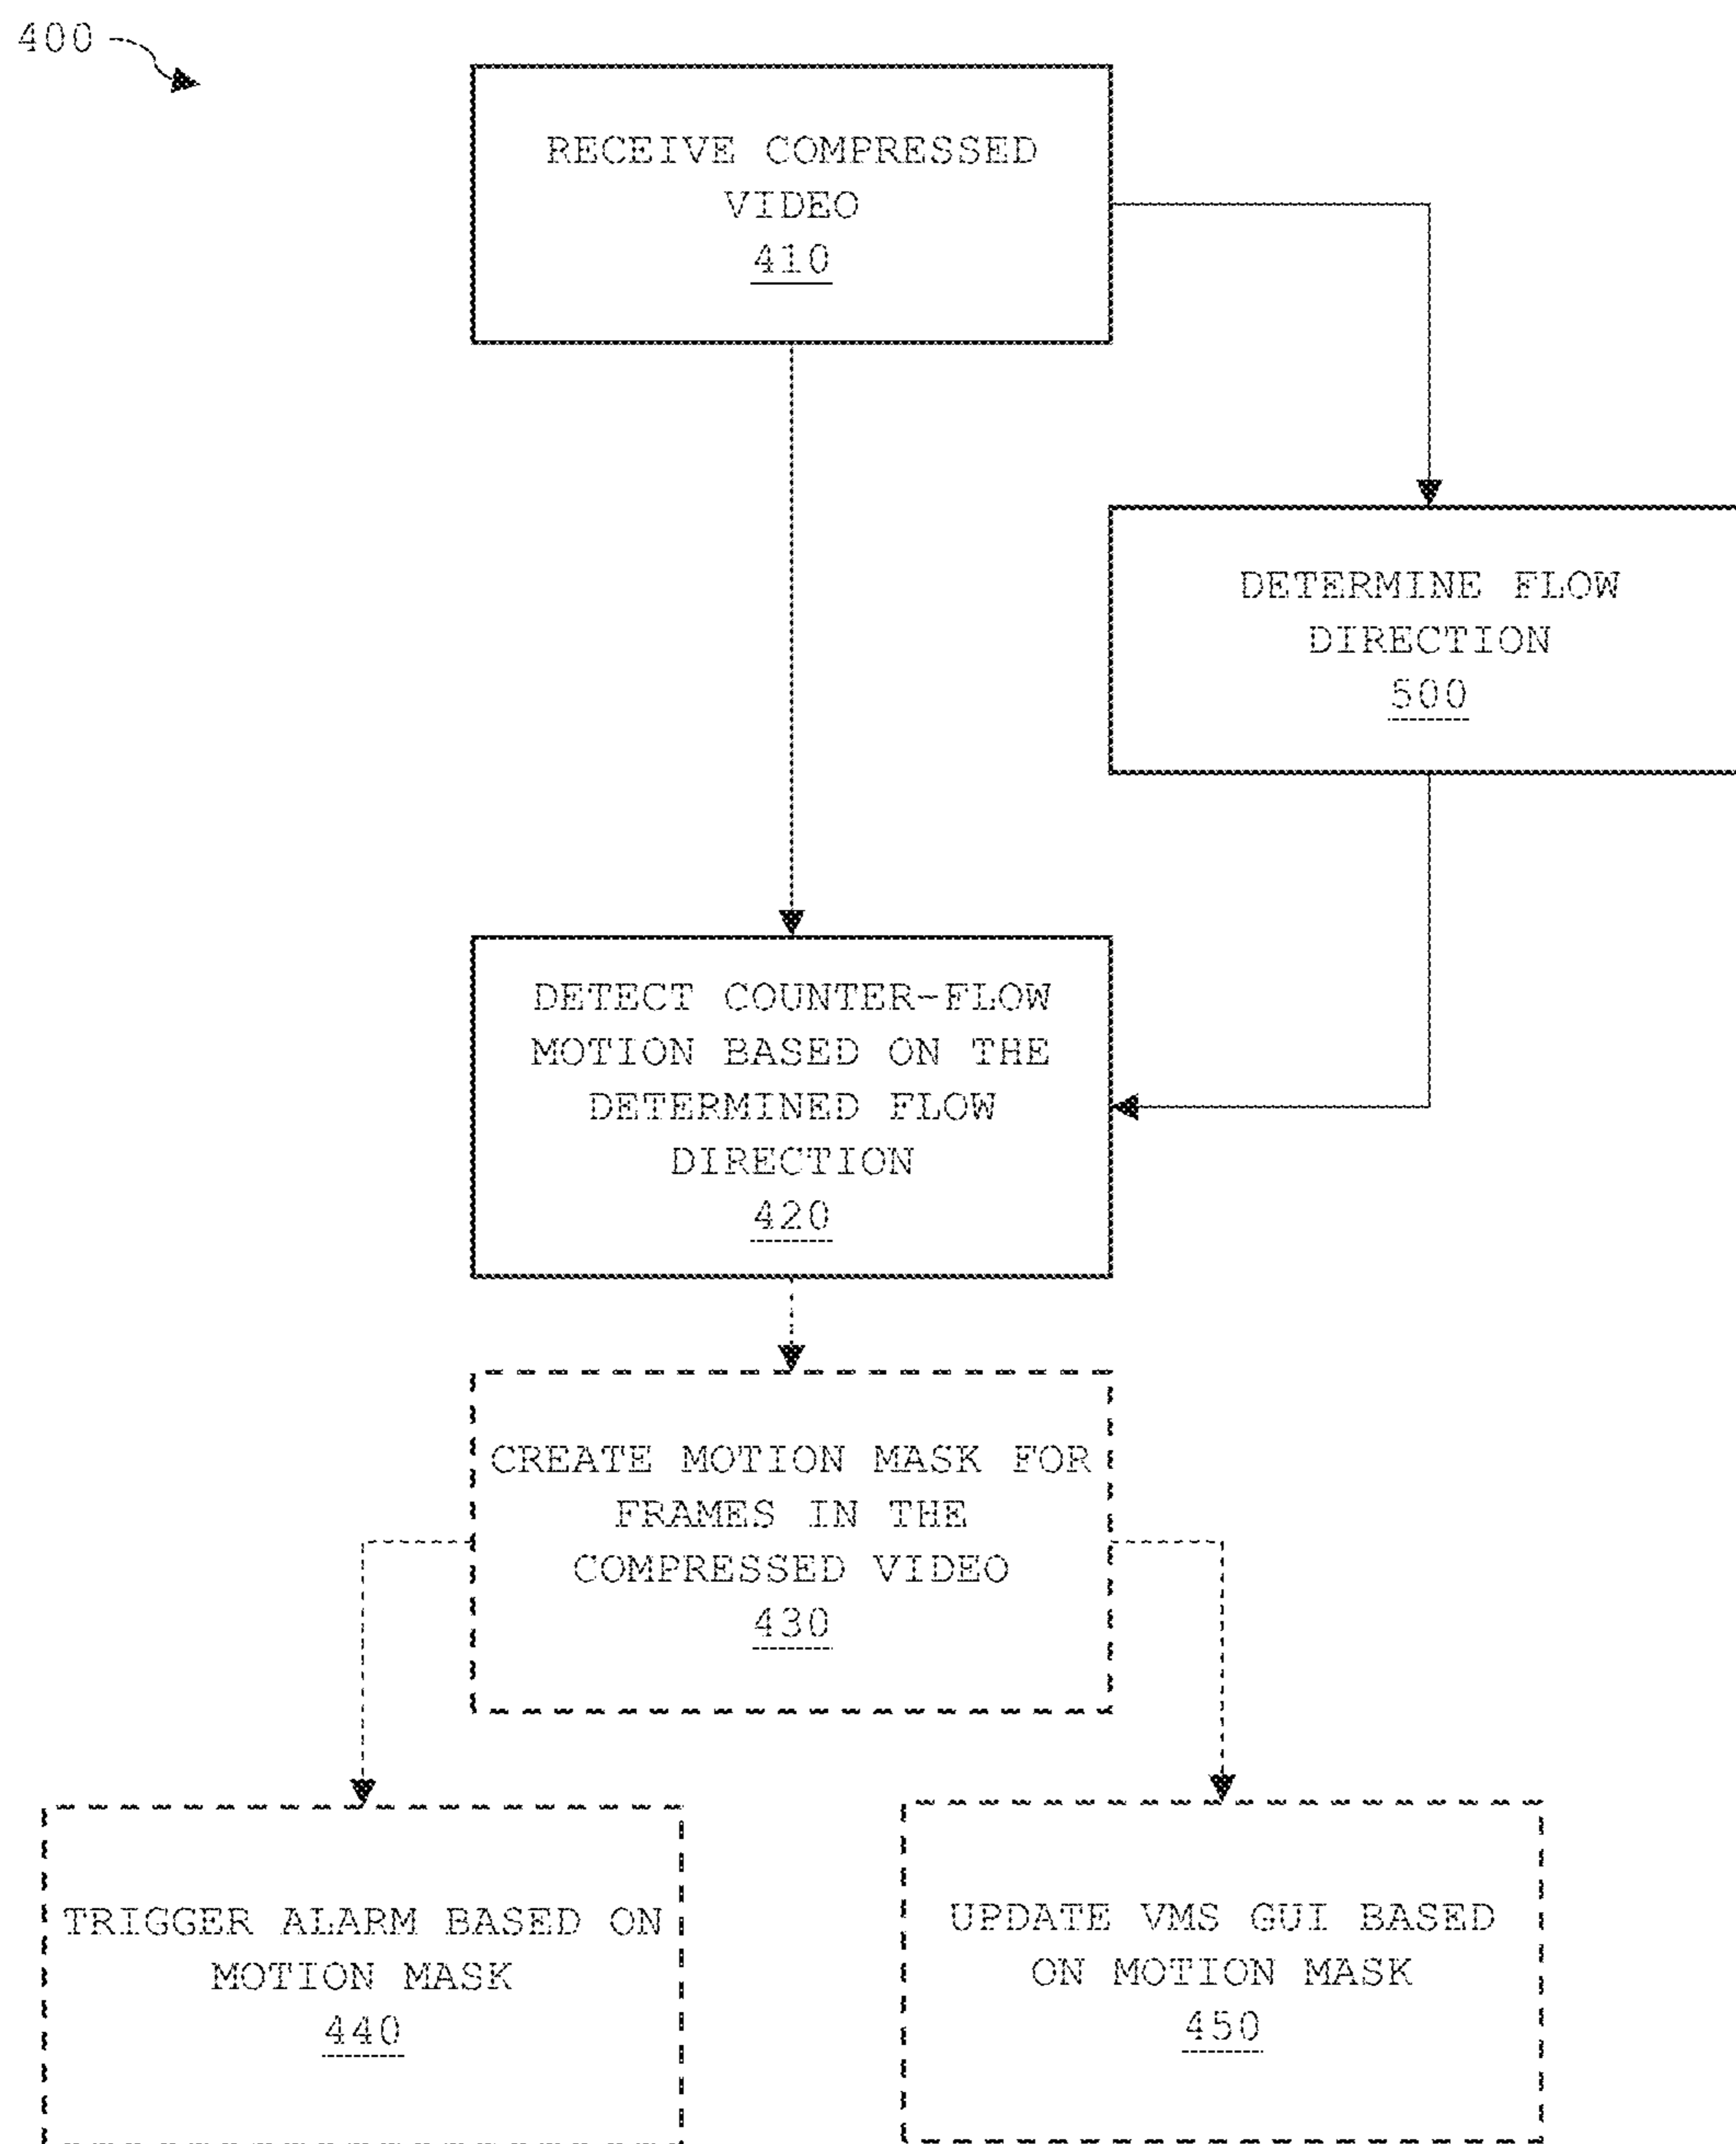 400
RECEIVE COMPRESSED
VIDEO
410
DETERMINE FLOW
DIRECTION
500
DETECT COUNTER-FLOW
MOTION BASED ON THE
DETERMINED FLOW
DIRECTION
420
CREATE MOTION MASK FOR
FRAMES IN THE
COMPRESSED VIDEO
430
TRIGGER ALARM BASED ON
MOTION MASK
440
UPDATE VMS GUI BASED
ON MOTION MASK
450